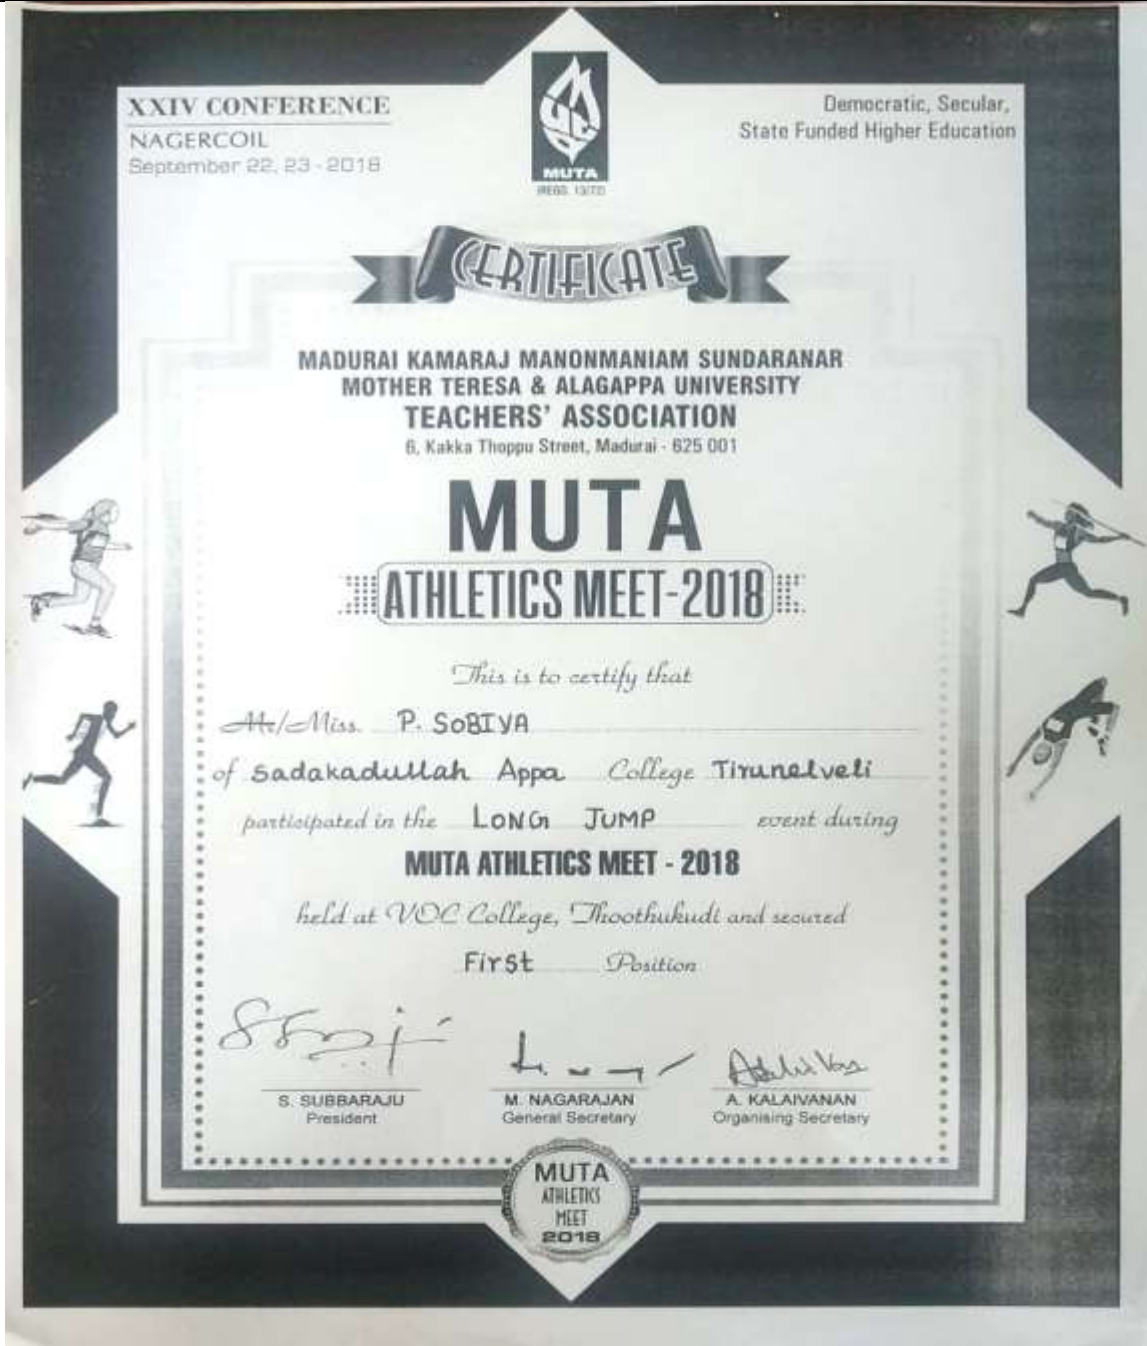 XXIV CONFERENCE
NAGERCOIL
September 22, 23 - 2018
MUTA
(REGS. 13/72)
Democratic, Secular,
State Funded Higher Education
CERTIFICATE
MADURAI KAMARAJ MANONMANIAM SUNDARANAR
MOTHER TERESA & ALAGAPPA UNIVERSITY
TEACHERS' ASSOCIATION
6, Kakka Thoppu Street, Madurai - 625 001
MUTA
ATHLETICS MEET-2018
This is to certify that
Mr/Miss. P. SOBIYA
of Sadakadullah Appa College Tirunelveli
participated in the LONG JUMP event during
MUTA ATHLETICS MEET - 2018
held at VOC College, Thoothukudi and secured
First Position
S. SUBBARAJU
President
M. NAGARAJAN
General Secretary
A. KALAIVANAN
Organising Secretary
MUTA
ATHLETICS
MEET
2018